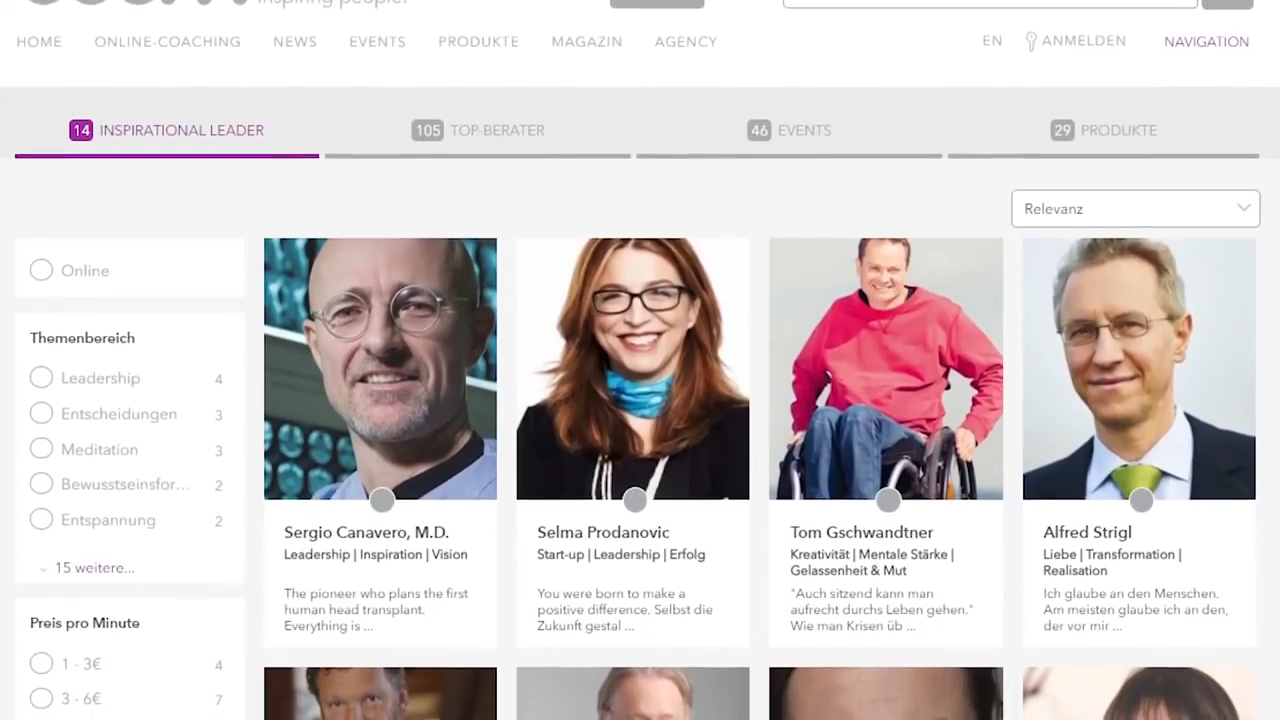 inspiring people.
HOME ONLINE-COACHING NEWS EVENTS PRODUKTE MAGAZIN AGENCY EN ANMELDEN NAVIGATION
14 INSPIRATIONAL LEADER 105 TOP-BERATER 46 EVENTS 29 PRODUKTE
Relevanz
Online
Themenbereich
Leadership 4
Entscheidungen 3
Meditation 3
Bewusstseinsfor... 2
Entspannung 2
15 weitere...
Preis pro Minute
1 - 3€ 4
3 - 6€ 7
Sergio Canavero, M.D.
Leadership | Inspiration | Vision
The pioneer who plans the first
human head transplant.
Everything is ...
Selma Prodanovic
Start-up | Leadership | Erfolg
You were born to make a
positive difference. Selbst die
Zukunft gestal ...
Tom Gschwandtner
Kreativität | Mentale Stärke |
Gelassenheit & Mut
"Auch sitzend kann man
aufrecht durchs Leben gehen."
Wie man Krisen üb ...
Alfred Strigl
Liebe | Transformation |
Realisation
Ich glaube an den Menschen.
Am meisten glaube ich an den,
der vor mir ...